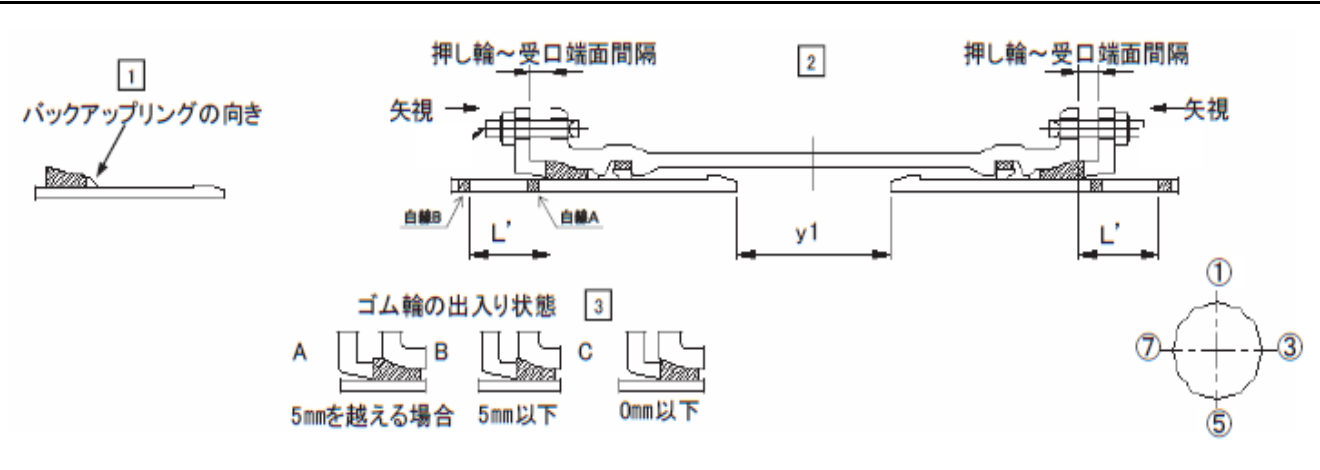 1
バックアップリングの向き
押し輪～受口端面間隔
2
押し輪～受口端面間隔
矢視
矢視
白線B
白線A
L'
y1
L'
ゴム輪の出入り状態 3
A
B
C
5mmを越える場合
5mm以下
0mm以下
①
⑦
③
⑤